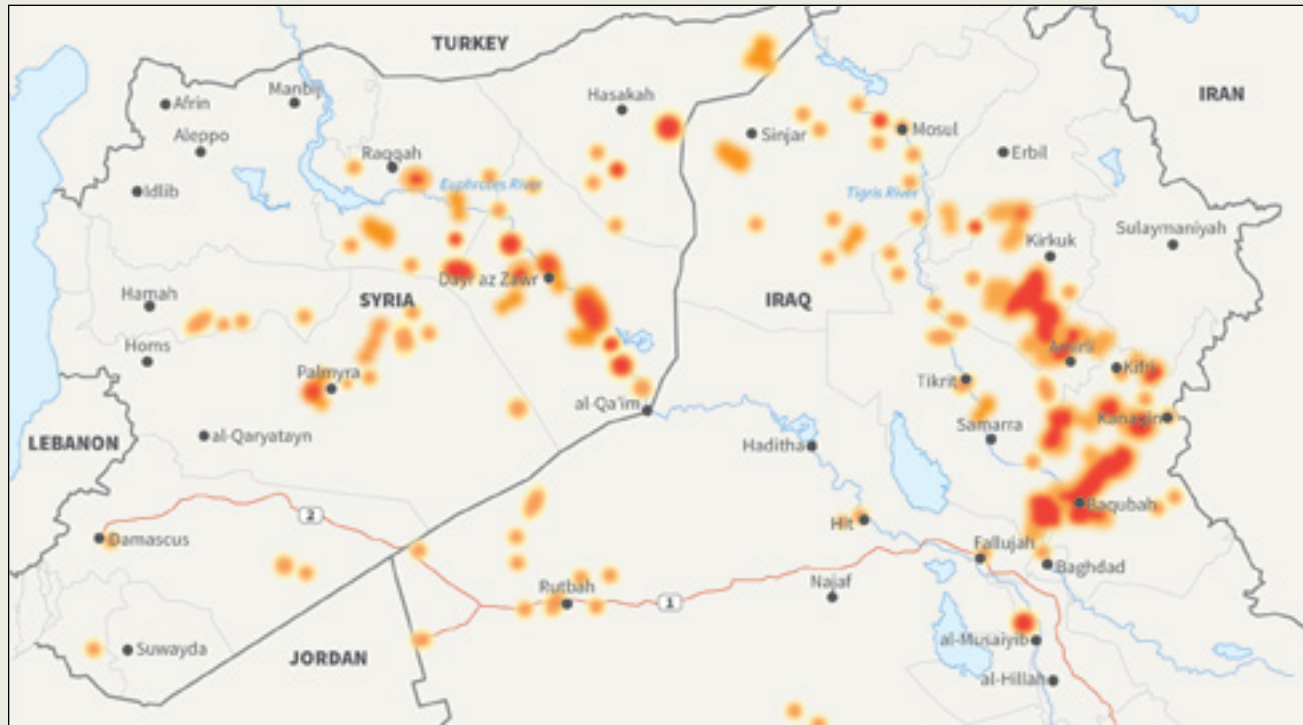 TURKEY
IRAN
Afrin
Manbij
Hasakah
Aleppo
Sinjar
Mosul
Raqqah
Erbil
Idlib
Euphrates River
Tigris River
Sulaymaniyah
Kirkuk
Dayr az Zawr
Hamah
SYRIA
IRAQ
Homs
Amerli
Kifri
Palmyra
Tikrit
al-Qa'im
Kanaqin
LEBANON
al-Qaryatayn
Samarra
Haditha
Baqubah
2
Hit
Damascus
Fallujah
Baghdad
Rutbah
Najaf
1
Suwayda
JORDAN
al-Musaiyib
al-Hillah